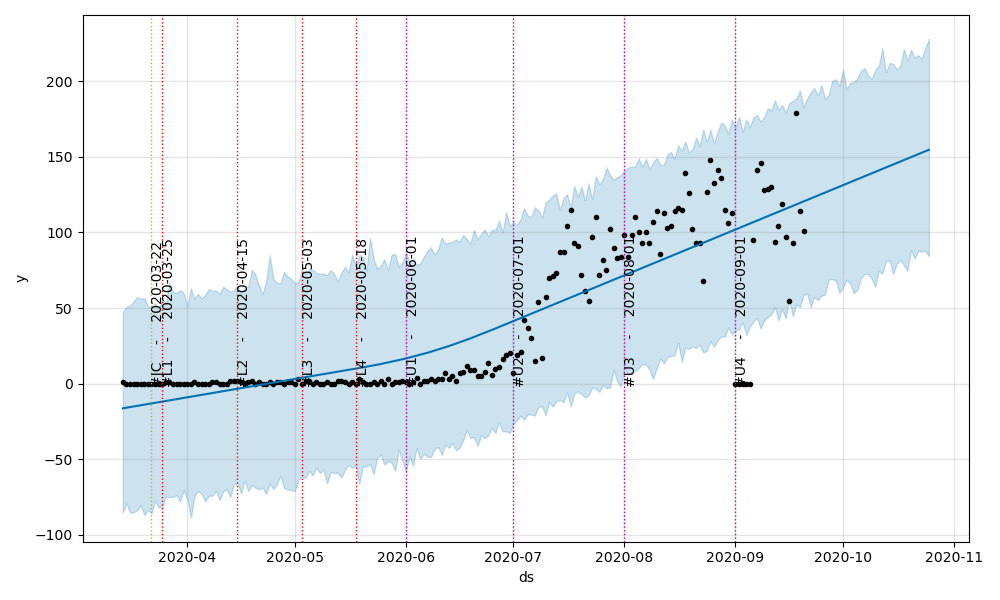 200
150
100
50
0
−50
−100
y
#JC - 2020-03-22
#L1 - 2020-03-25
#L2 - 2020-04-15
#L3 - 2020-05-03
#L4 - 2020-05-18
#U1 - 2020-06-01
#U2 - 2020-07-01
#U3 - 2020-08-01
#U4 - 2020-09-01
2020-04
2020-05
2020-06
2020-07
2020-08
2020-09
2020-10
2020-11
ds